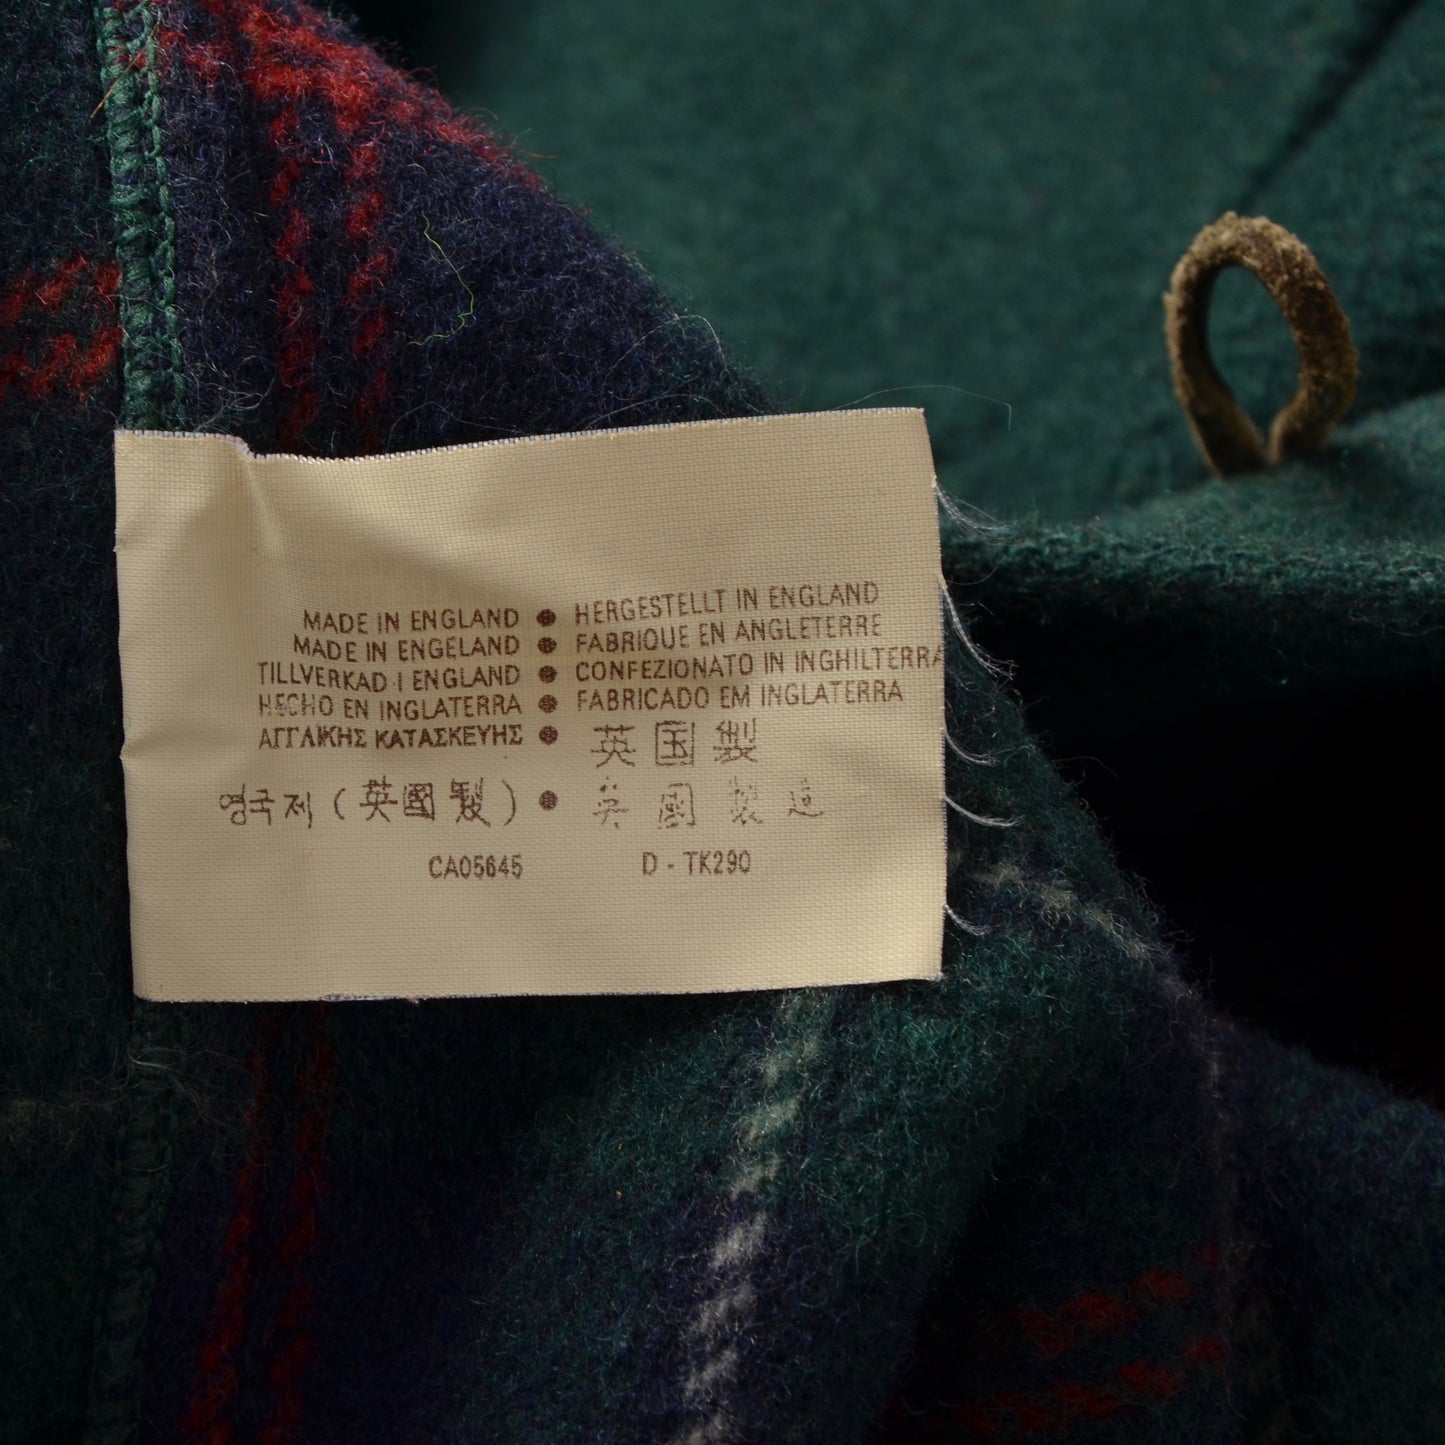 MADE IN ENGLAND ● HERGESTELLT IN ENGLAND
MADE IN ENGELAND ● FABRIQUE EN ANGLETERRE
TILLVERKAD I ENGLAND ● CONFEZIONATO IN INGHILTERRA
HECHO EN INGLATERRA ● FABRICADO EM INGLATERRA
ΑΓΓΛΙΚΗΣ ΚΑΤΑΣΚΕΥΗΣ ● 英国製
영국제 (英國製) ● 英國製造
CA05645 D - TK290